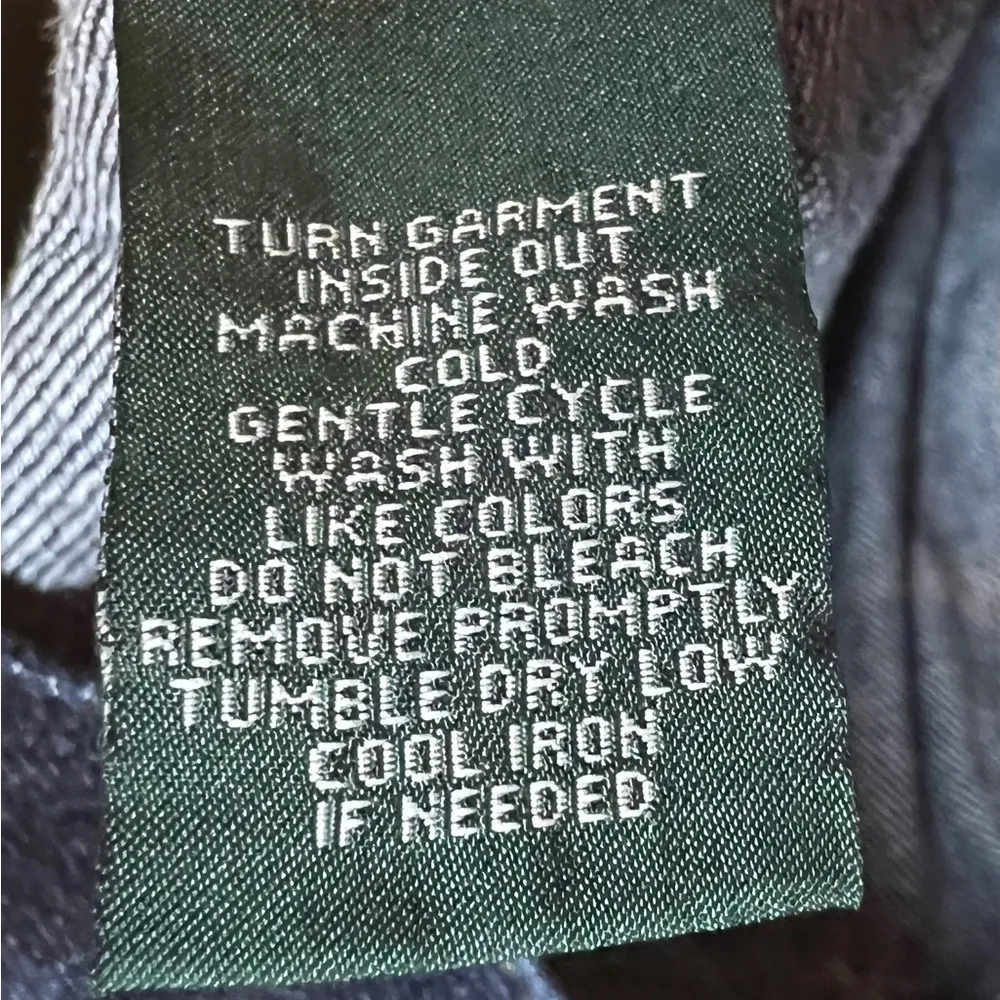 TURN GARMENT
INSIDE OUT
MACHINE WASH
COLD
GENTLE CYCLE
WASH WITH
LIKE COLORS
DO NOT BLEACH
REMOVE PROMPTLY
TUMBLE DRY LOW
COOL IRON
IF NEEDED